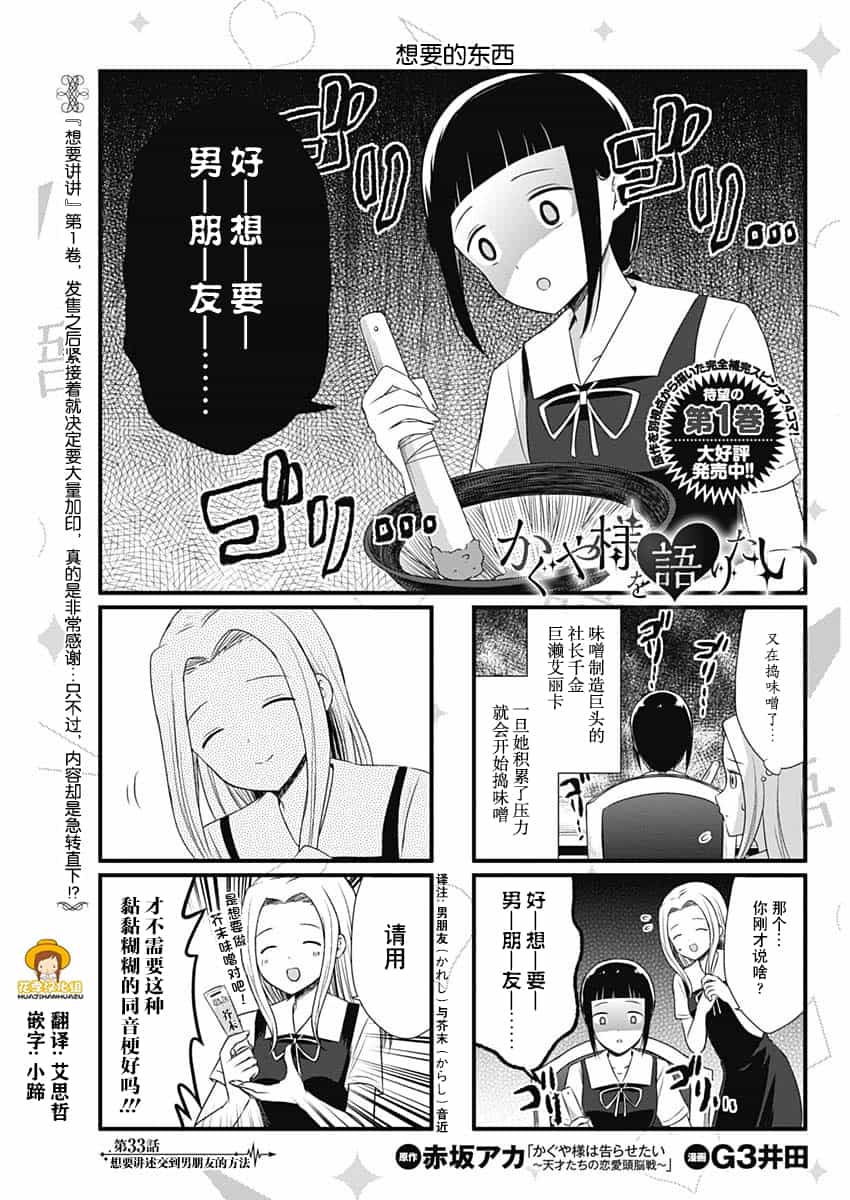 想要的东西
好—想—要—
男—朋—友—……
ゴリ…
ゴリ…
ゴリ…
ゴリ…
待望の
第1巻
大好評
発売中!!
かぐや様を語りたい
『想要讲讲』第1卷，发售之后紧接着就决定要大量加印，真的是非常感谢…只不过，内容却是急转直下!?
又在捣味噌了…
味噌制造巨头的
社长千金
巨濑艾丽卡
一旦她积累了压力
就会开始捣味噌
那个…
你刚才说啥？
好—想—要—
男—朋—友—……
译注：男朋友（かれし）与芥末（からし）音近
请用
是想要做
芥末味噌对吧！
芥末
才不需要这种
黏黏糊糊的同音梗好吗!!!
花学汉化组
HUAJIHANHUAZU
翻译：艾思哲
嵌字：小蹄
第33話
想要讲述交到男朋友的方法
原作 赤坂アカ「かぐや様は告らせたい
～天才たちの恋愛頭脳戦～」
漫画 G3井田